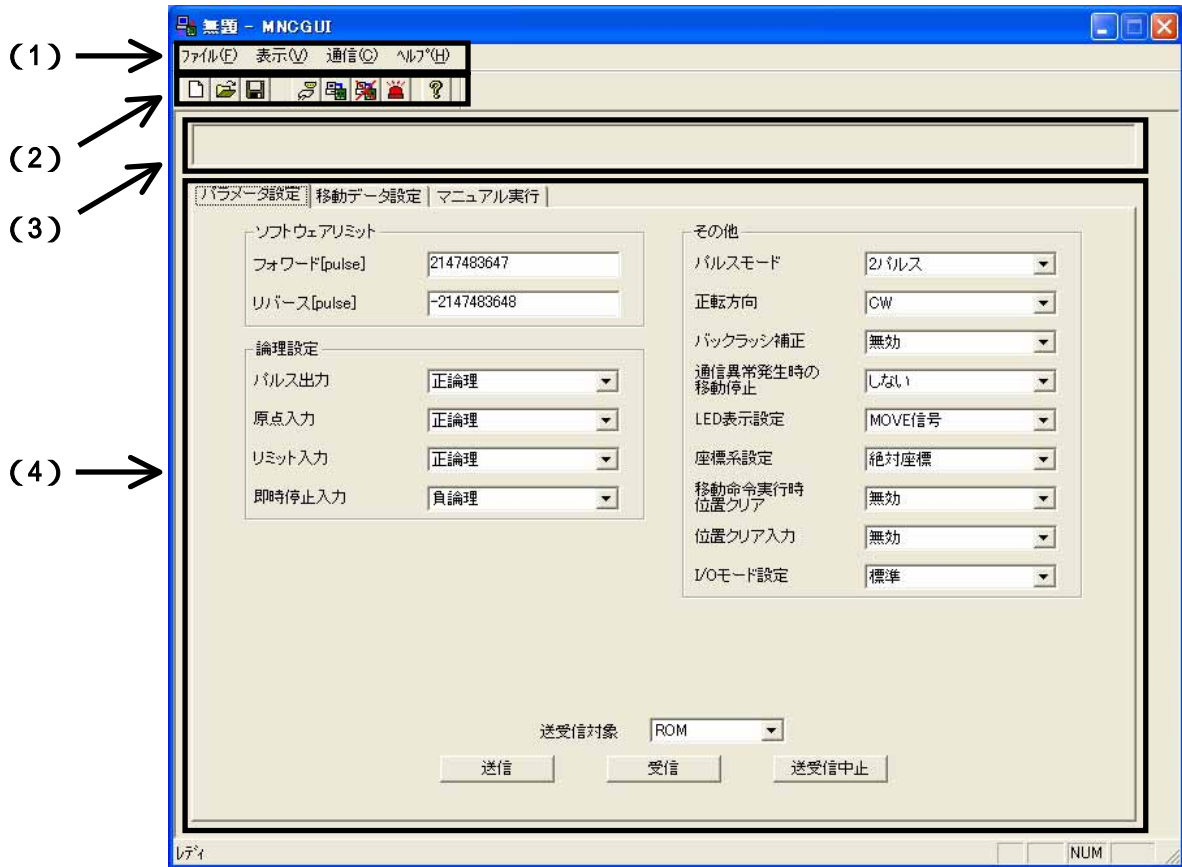 無題 - MNCGUI
(1)
ファイル(F) 表示(V) 通信(C) ヘルプ(H)
(2)
(3)
パラメータ設定 移動データ設定 マニュアル実行
ソフトウェアリミット
フォワード[pulse] 2147483647
リバース[pulse] -2147483648
論理設定
パルス出力 正論理
原点入力 正論理
リミット入力 正論理
即時停止入力 負論理
(4)
その他
パルスモード 2パルス
正転方向 CW
バックラッシ補正 無効
通信異常発生時の
移動停止 しない
LED表示設定 MOVE信号
座標系設定 絶対座標
移動命令実行時
位置クリア 無効
位置クリア入力 無効
I/Oモード設定 標準
送受信対象 ROM
送信 受信 送受信中止
レディ NUM